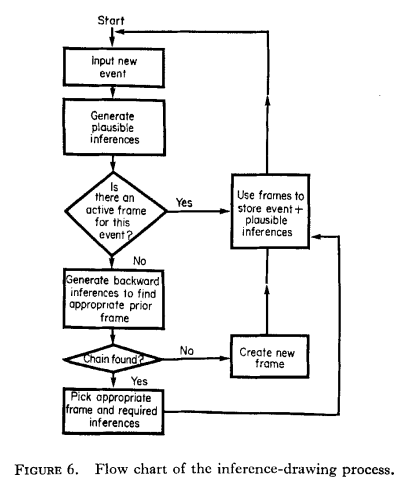 Start
Input new
event
Generate
plausible
inferences
Is
there an
active frame
for this
event?
Yes
Use frames to
store event+
plausible
inferences
No
Generate backward
inferences to find
appropriate prior
frame
Chain found?
No
Create new
frame
Yes
Pick appropriate
frame and required
inferences
FIGURE 6. Flow chart of the inference-drawing process.